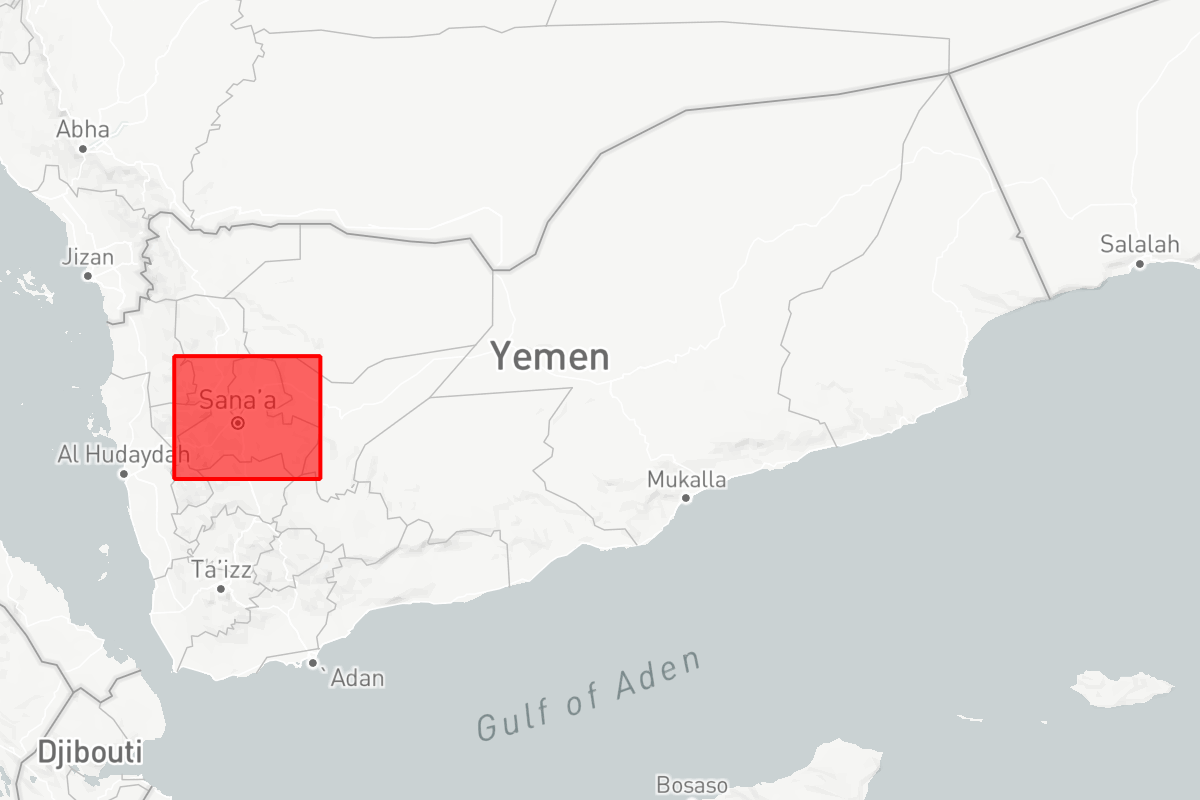 Abha
Jizan
Salalah
Yemen
Sana’a
Al Hudaydah
Mukalla
Ta’izz
`Adan
Gulf of Aden
Djibouti
Bosaso